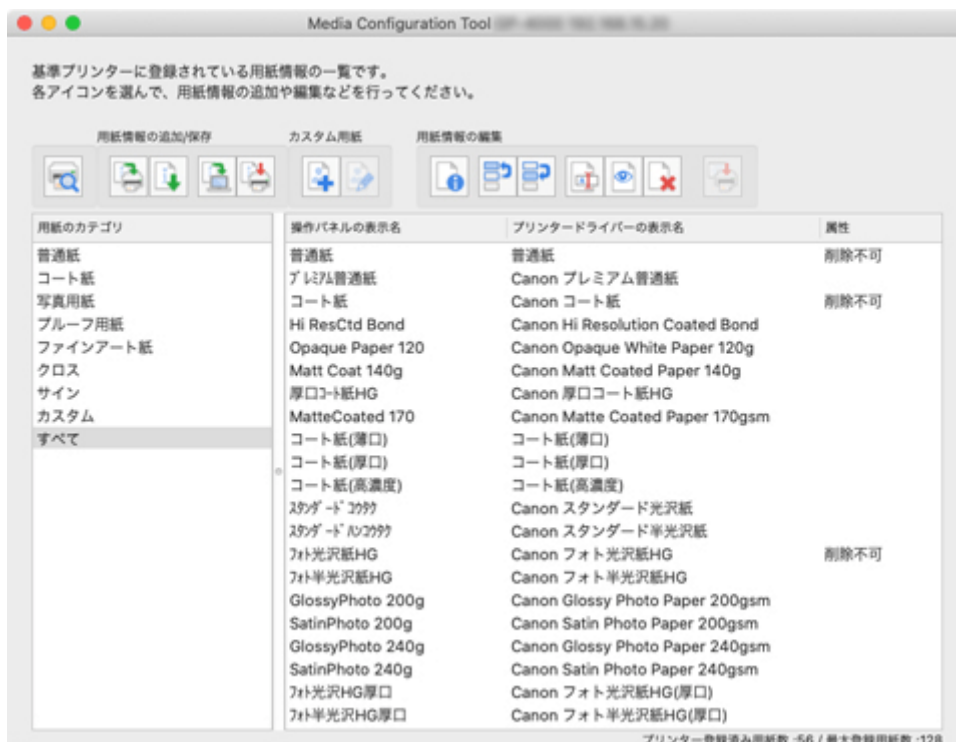 Media Configuration Tool
基準プリンターに登録されている用紙情報の一覧です。
各アイコンを選んで、用紙情報の追加や編集などを行ってください。
用紙情報の追加/保存 カスタム用紙 用紙情報の編集
用紙のカテゴリ 操作パネルの表示名 プリンタードライバーの表示名 属性
普通紙 普通紙 普通紙 削除不可
コート紙 ﾌﾟﾚﾐｱﾑ普通紙 Canon プレミアム普通紙
写真用紙 コート紙 Canon コート紙 削除不可
プルーフ用紙 Hi ResCtd Bond Canon Hi Resolution Coated Bond
ファインアート紙 Opaque Paper 120 Canon Opaque White Paper 120g
クロス Matt Coat 140g Canon Matt Coated Paper 140g
サイン 厚口ｺｰﾄ紙HG Canon 厚口コート紙HG
カスタム MatteCoated 170 Canon Matte Coated Paper 170gsm
すべて コート紙(薄口) コート紙(薄口)
コート紙(厚口) コート紙(厚口)
コート紙(高濃度) コート紙(高濃度)
ｽﾀﾝﾀﾞｰﾄﾞｺｳﾀｸ Canon スタンダード光沢紙
ｽﾀﾝﾀﾞｰﾄﾞﾊﾝｺｳﾀｸ Canon スタンダード半光沢紙
ﾌｫﾄ光沢紙HG Canon フォト光沢紙HG 削除不可
ﾌｫﾄ半光沢紙HG Canon フォト半光沢紙HG
GlossyPhoto 200g Canon Glossy Photo Paper 200gsm
SatinPhoto 200g Canon Satin Photo Paper 200gsm
GlossyPhoto 240g Canon Glossy Photo Paper 240gsm
SatinPhoto 240g Canon Satin Photo Paper 240gsm
ﾌｫﾄ光沢HG厚口 Canon フォト光沢紙HG(厚口)
ﾌｫﾄ半光沢HG厚口 Canon フォト半光沢紙HG(厚口)
プリンター登録済み用紙数 :56 / 最大登録用紙数 :128